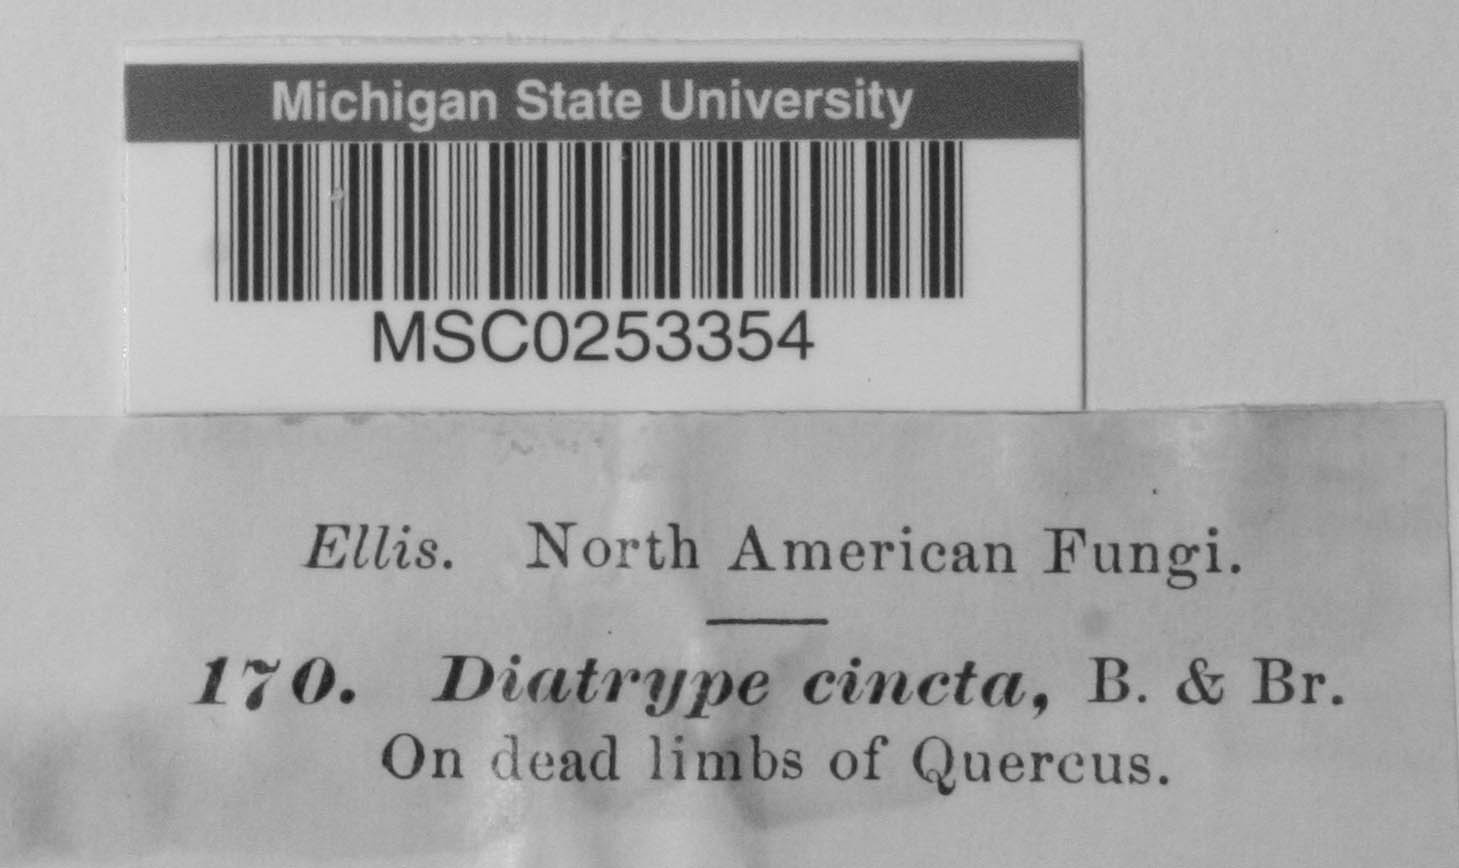 Michigan State University
MSC0253354
Ellis. North American Fungi.
170. Diatrype cincta, B. & Br.
On dead limbs of Quercus.